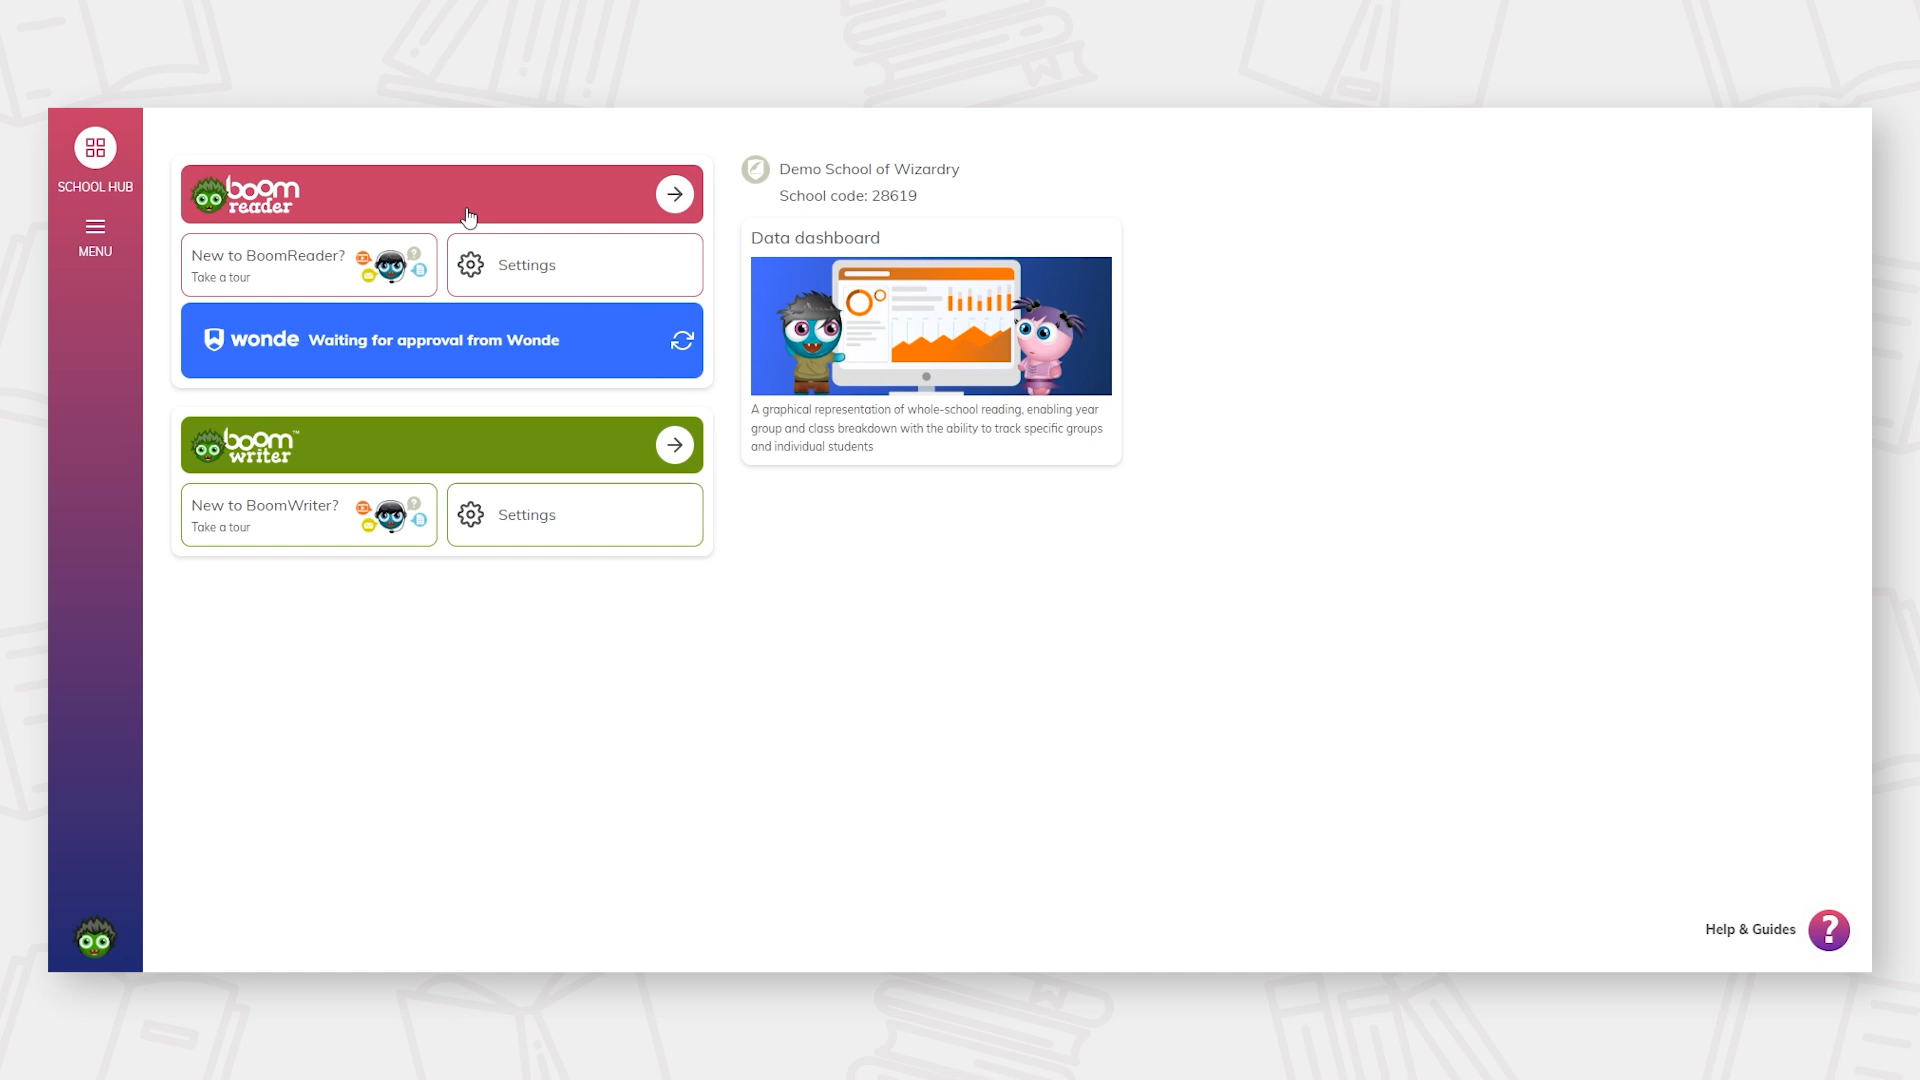 SCHOOL HUB
MENU
boom
reader
New to BoomReader?
Take a tour
Settings
wonde Waiting for approval from Wonde
boom™
writer
New to BoomWriter?
Take a tour
Settings
Demo School of Wizardry
School code: 28619
Data dashboard
A graphical representation of whole-school reading, enabling year
group and class breakdown with the ability to track specific groups
and individual students
Help & Guides ?